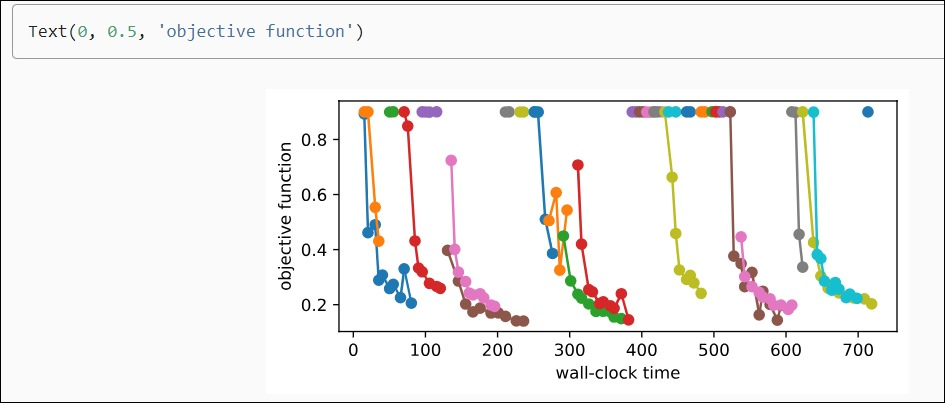 Text(0, 0.5, 'objective function')
0.8
0.6
0.4
0.2
objective function
0 100 200 300 400 500 600 700
wall-clock time